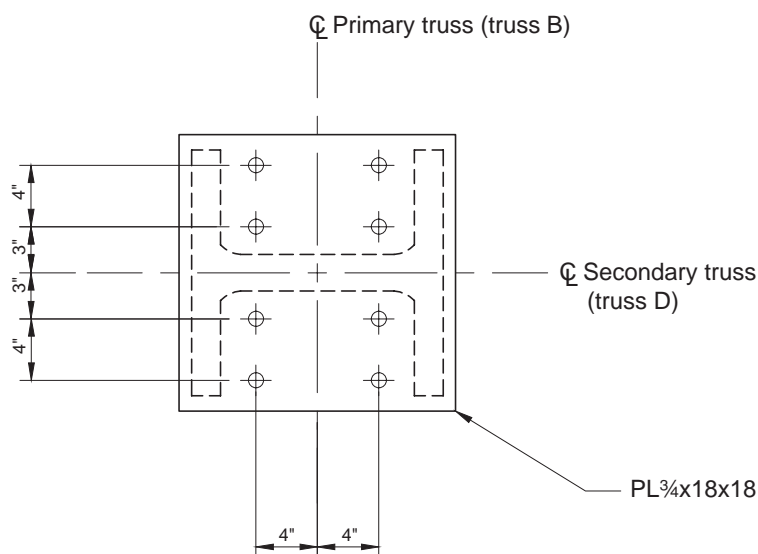 ℄ Primary truss (truss B)
4"
3"
℄ Secondary truss
(truss D)
3"
4"
PL¾x18x18
4" 4"